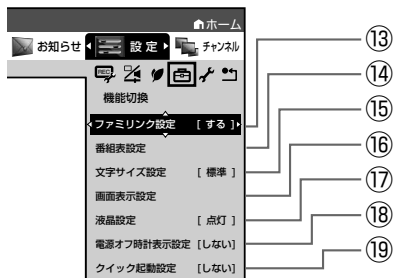 ホーム
お知らせ 設定 チャンネル
REC
機能切換
ファミリンク設定 [する] ⑬
番組表設定 ⑭
文字サイズ設定 [標準] ⑮
画面表示設定 ⑯
液晶設定 [点灯] ⑰
電源オフ時計表示設定 [しない] ⑱
クイック起動設定 [しない] ⑲